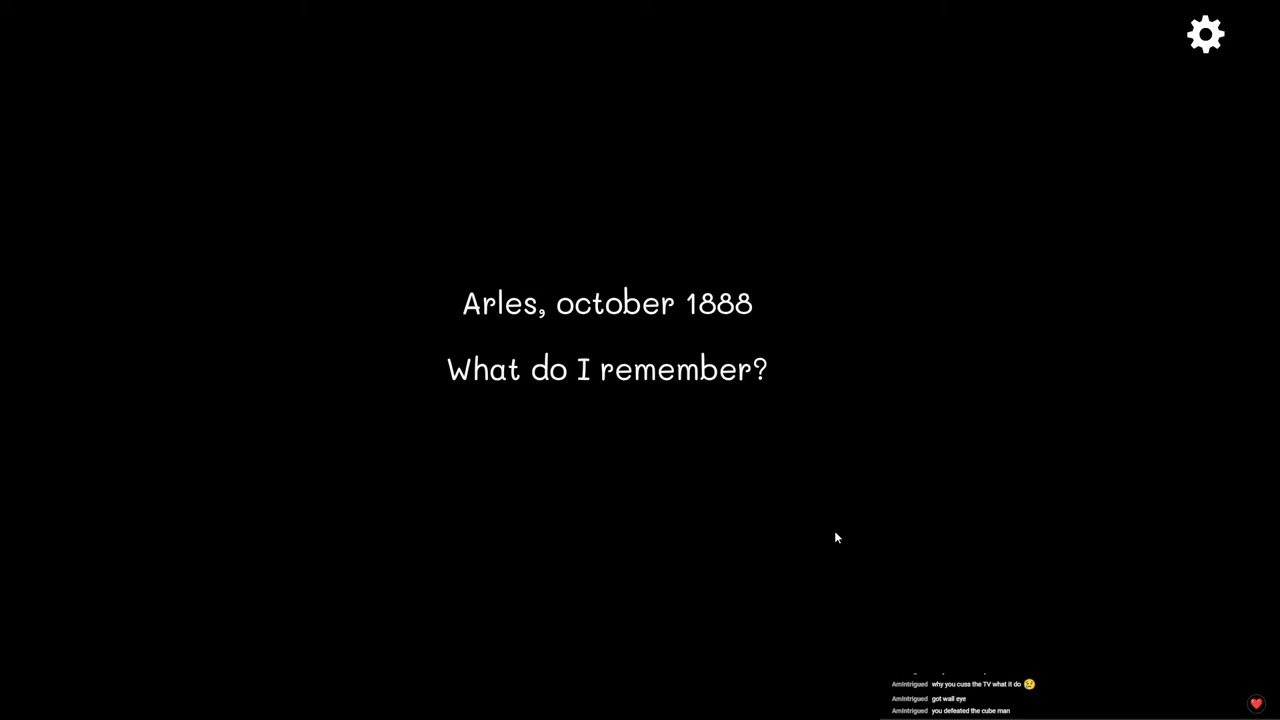 Arles, october 1888
What do I remember?
AmIntrigued why you cuss the TV what it do 😢
AmIntrigued got wall eye
AmIntrigued you defeated the cube man